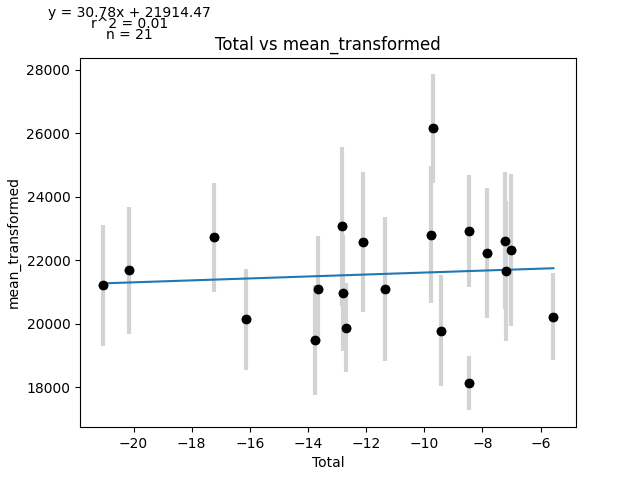 y = 30.78x + 21914.47
r^2 = 0.01
n = 21
Total vs mean_transformed
28000
26000
24000
22000
20000
18000
mean_transformed
−20
−18
−16
−14
−12
−10
−8
−6
Total